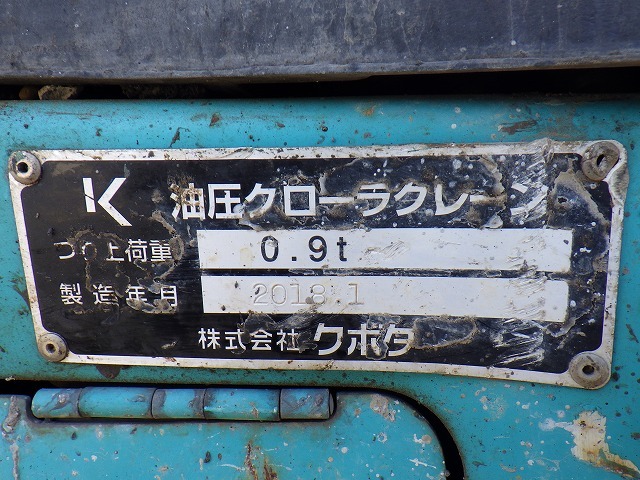 K 油圧クローラクレーン
つり上荷重 0.9t
製造年月 2018.1
株式会社 クボタ